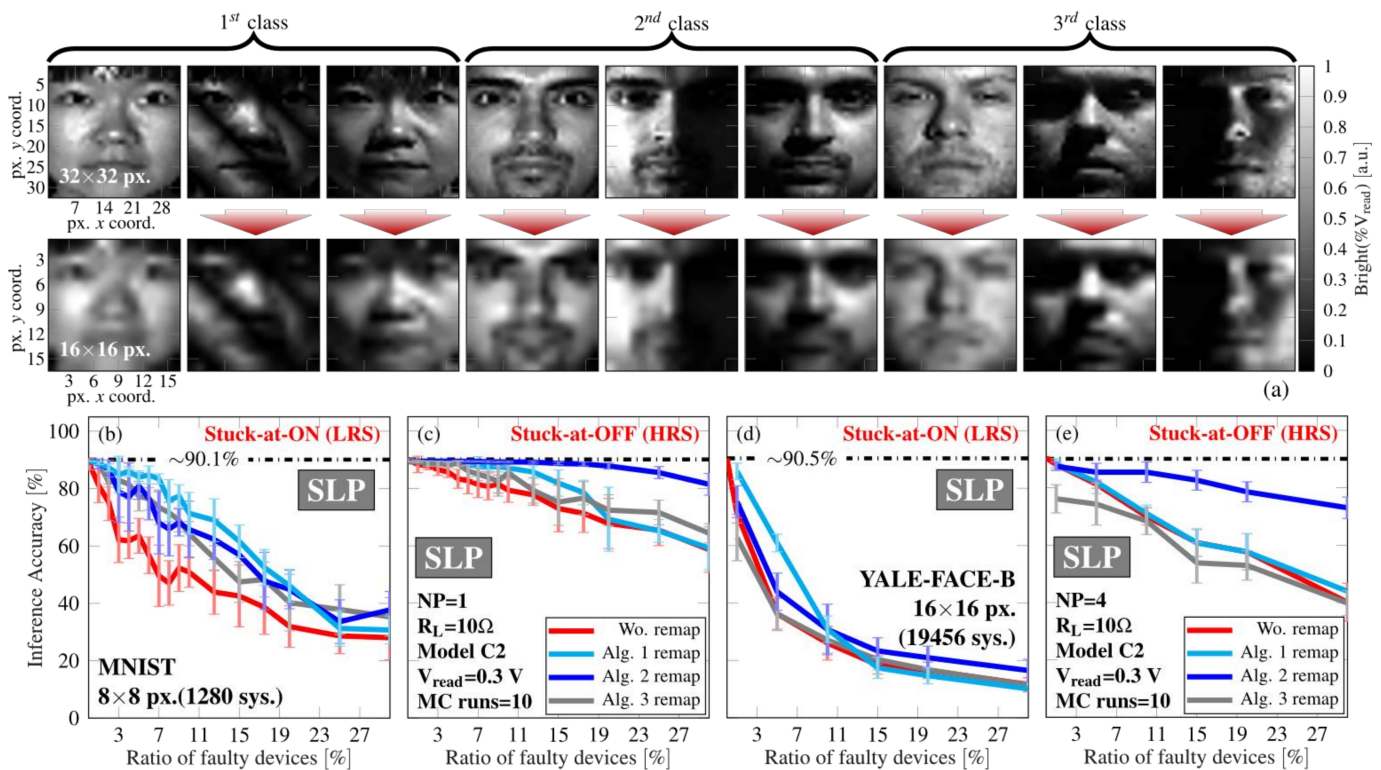 1st class
2nd class
3rd class
px. y coord.
5
10
15
20
25
30
32×32 px.
7 14 21 28
px. x coord.
px. y coord.
3
6
9
12
15
16×16 px.
3 6 9 12 15
px. x coord.
1
0.9
0.8
0.7
0.6
0.5
0.4
0.3
0.2
0.1
0
Bright(%Vread) [a.u.]
(a)
Inference Accuracy [%]
100
80
60
40
20
0
(b)
Stuck-at-ON (LRS)
~90.1%
SLP
MNIST
8×8 px.(1280 sys.)
3 7 11 15 19 23 27
Ratio of faulty devices [%]
(c)
Stuck-at-OFF (HRS)
SLP
NP=1
RL=10Ω
Model C2
Vread=0.3 V
MC runs=10
Wo. remap
Alg. 1 remap
Alg. 2 remap
Alg. 3 remap
3 7 11 15 19 23 27
Ratio of faulty devices [%]
(d)
Stuck-at-ON (LRS)
~90.5%
SLP
YALE-FACE-B
16×16 px.
(19456 sys.)
3 7 11 15 19 23 27
Ratio of faulty devices [%]
(e)
Stuck-at-OFF (HRS)
SLP
NP=4
RL=10Ω
Model C2
Vread=0.3 V
MC runs=10
Wo. remap
Alg. 1 remap
Alg. 2 remap
Alg. 3 remap
3 7 11 15 19 23 27
Ratio of faulty devices [%]